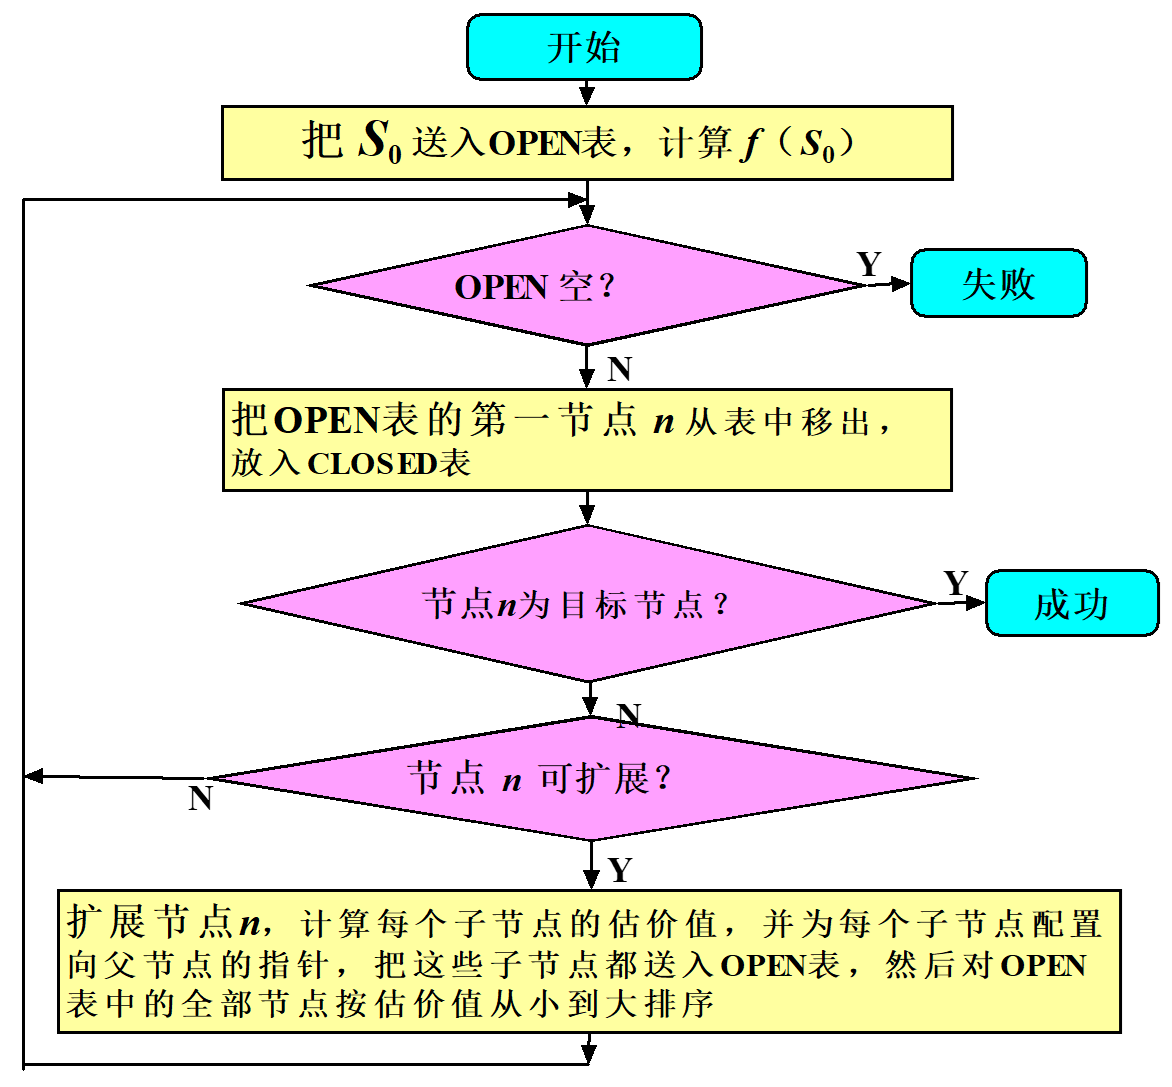 开始
把 S0 送入OPEN表，计算 f（S0）
OPEN 空？
Y
失败
N
把OPEN表的第一节点 n 从表中移出，
放入CLOSED表
节点n为目标节点？
Y
成功
N
节点 n 可扩展？
N
Y
扩展节点n，计算每个子节点的估价值，并为每个子节点配置
向父节点的指针，把这些子节点都送入OPEN表，然后对OPEN
表中的全部节点按估价值从小到大排序